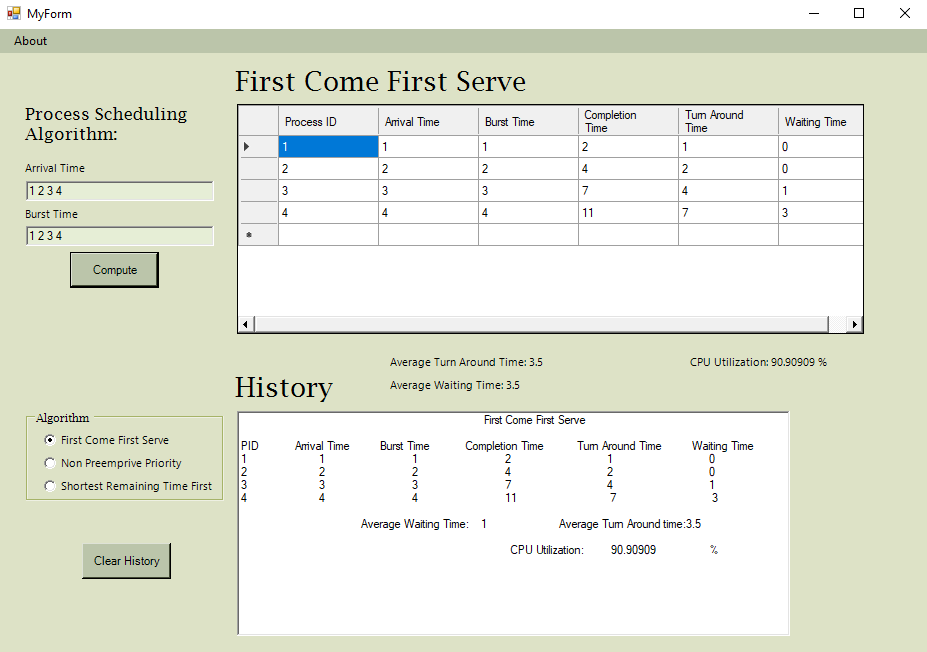 MyForm
About
First Come First Serve
Process Scheduling
Algorithm:
Arrival Time
1 2 3 4
Burst Time
1 2 3 4
Compute
Process ID Arrival Time Burst Time Completion Time Turn Around Time Waiting Time
1 1 1 2 1 0
2 2 2 4 2 0
3 3 3 7 4 1
4 4 4 11 7 3
*
Average Turn Around Time: 3.5 CPU Utilization: 90.90909 %
Average Waiting Time: 3.5
History
Algorithm
First Come First Serve
Non Preemprive Priority
Shortest Remaining Time First
Clear History
First Come First Serve
PID Arrival Time Burst Time Completion Time Turn Around Time Waiting Time
1 1 1 2 1 0
2 2 2 4 2 0
3 3 3 7 4 1
4 4 4 11 7 3
Average Waiting Time: 1 Average Turn Around time:3.5
CPU Utilization: 90.90909 %